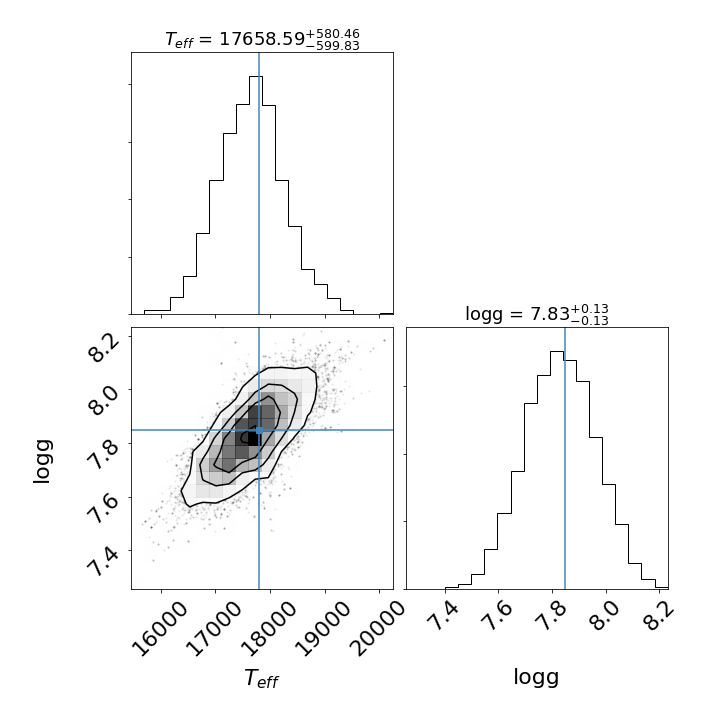 T_eff = 17658.59 +580.46 −599.83
logg = 7.83 +0.13 −0.13
logg
8.2
8.0
7.8
7.6
7.4
16000 17000 18000 19000 20000
T_eff
7.4 7.6 7.8 8.0 8.2
logg